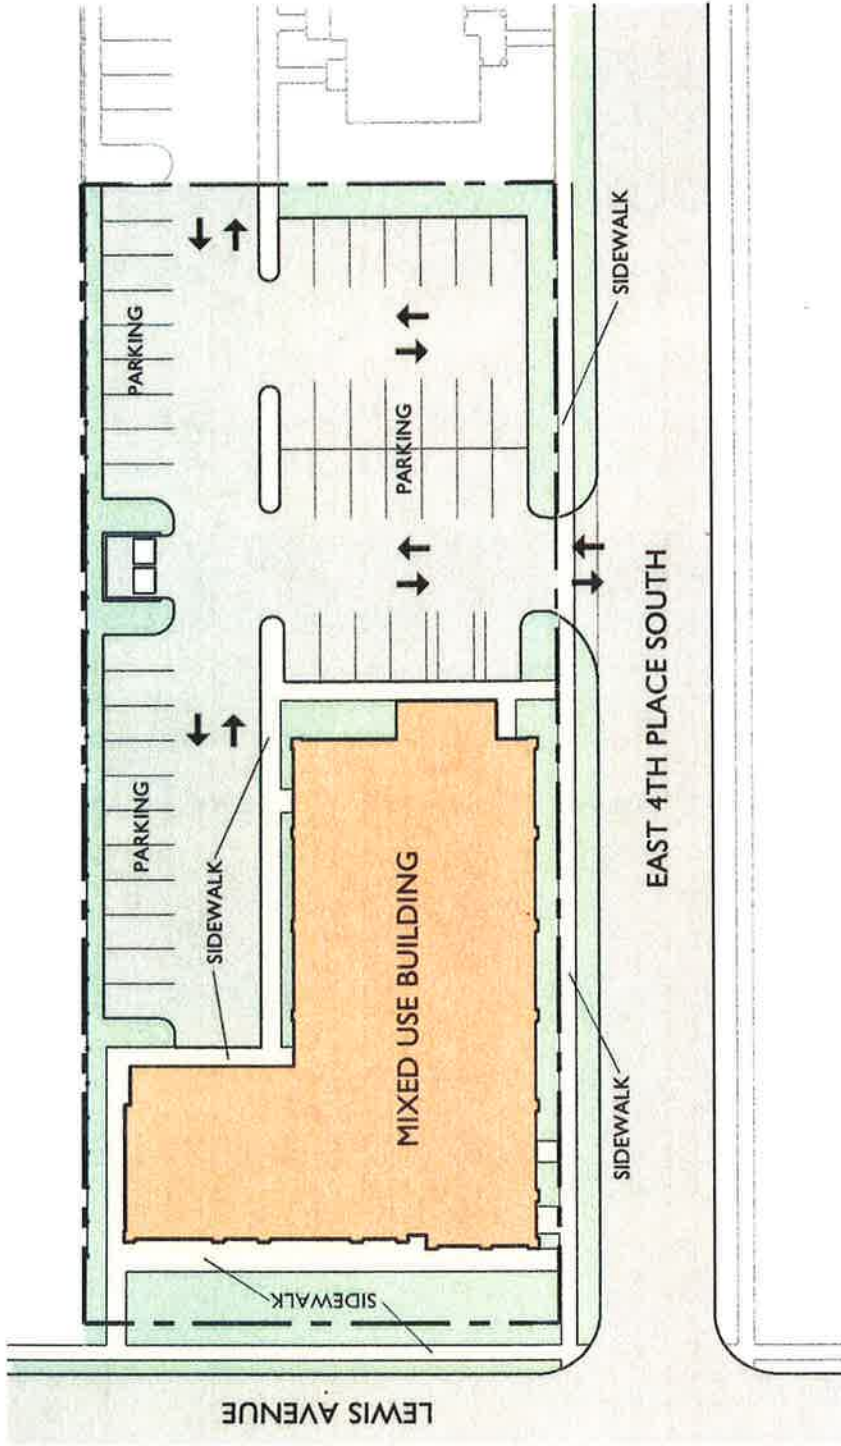 PARKING
SIDEWALK
PARKING
SIDEWALK
PARKING
MIXED USE BUILDING
EAST 4TH PLACE SOUTH
SIDEWALK
SIDEWALK
LEWIS AVENUE